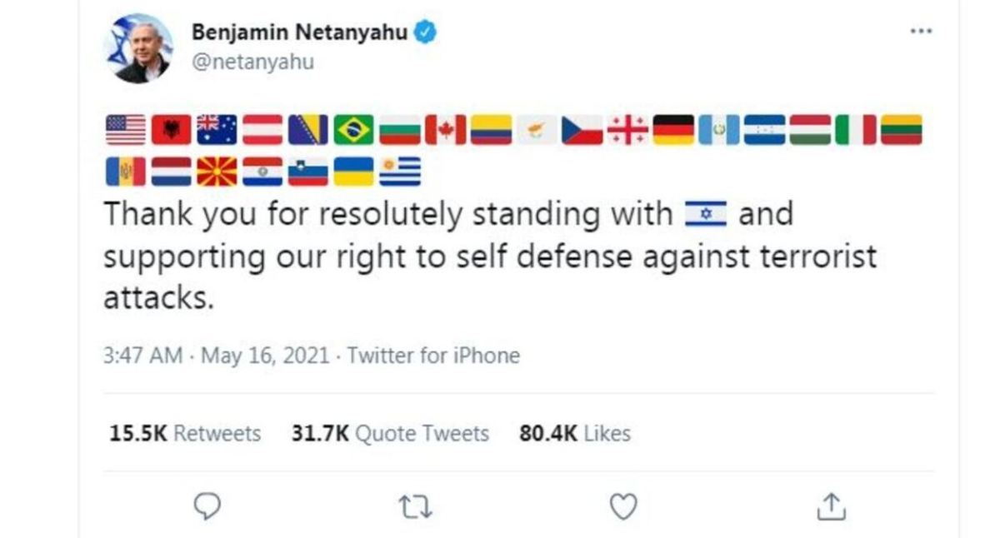 Benjamin Netanyahu
@netanyahu
🇺🇸🇦🇱🇦🇺🇦🇹🇧🇦🇧🇷🇧🇬🇨🇦🇨🇴🇨🇾🇨🇿🇬🇪🇩🇪🇬🇹🇭🇳🇭🇺🇮🇹🇱🇹
🇲🇩🇳🇱🇲🇰🇵🇾🇸🇮🇺🇦🇺🇾
Thank you for resolutely standing with 🇮🇱 and
supporting our right to self defense against terrorist
attacks.
3:47 AM · May 16, 2021 · Twitter for iPhone
15.5K Retweets 31.7K Quote Tweets 80.4K Likes